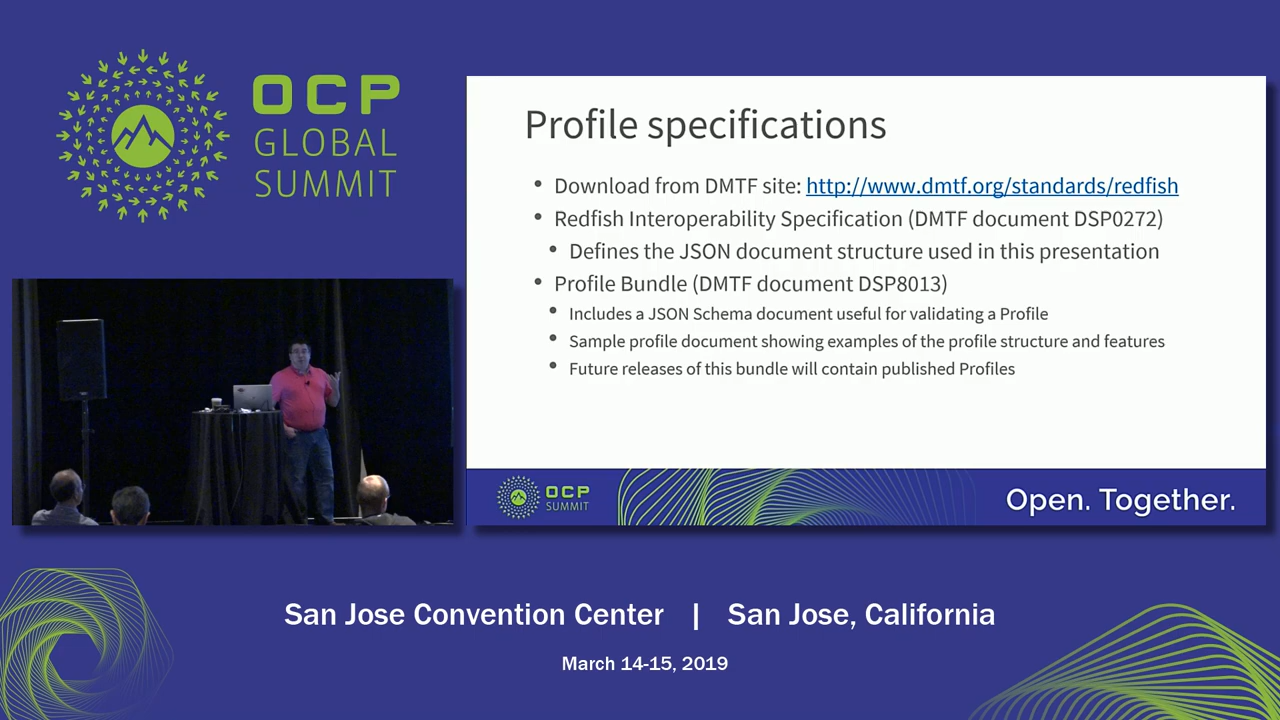 OCP
GLOBAL
SUMMIT
Profile specifications
• Download from DMTF site: http://www.dmtf.org/standards/redfish
• Redfish Interoperability Specification (DMTF document DSP0272)
• Defines the JSON document structure used in this presentation
• Profile Bundle (DMTF document DSP8013)
• Includes a JSON Schema document useful for validating a Profile
• Sample profile document showing examples of the profile structure and features
• Future releases of this bundle will contain published Profiles
OCP
SUMMIT
Open. Together.
San Jose Convention Center | San Jose, California
March 14-15, 2019